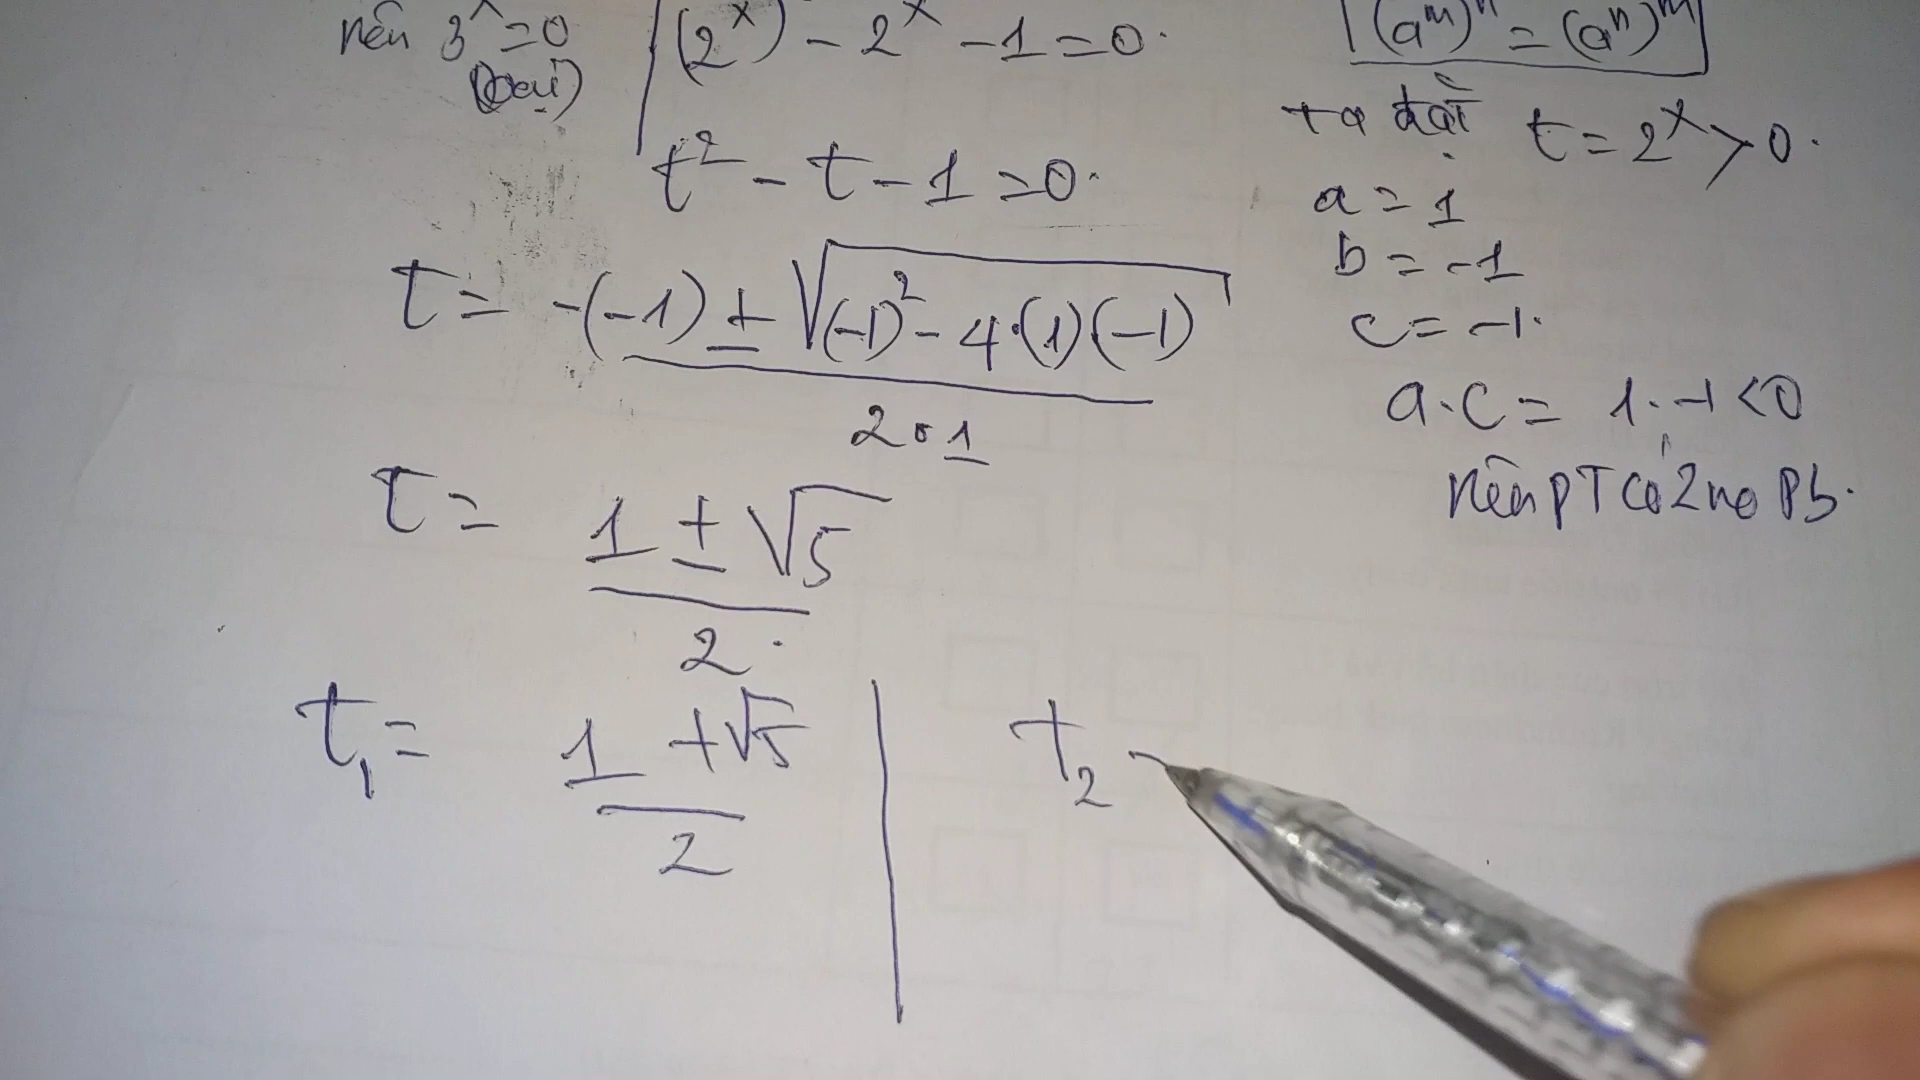 nên 3^x = 0
(loại)
(2^x) - 2^x - 1 = 0.
(a^m)^n = (a^n)^m
ta đặt t = 2^x > 0.
t² - t - 1 = 0.
a = 1
b = -1
c = -1.
t = -(-1) ± √((-1)² - 4·(1)(-1)) / 2·1
a.c = 1.-1 < 0
nên PT có 2 no Pb.
t = (1 ± √5) / 2.
t₁ = (1 + √5) / 2
t₂ -